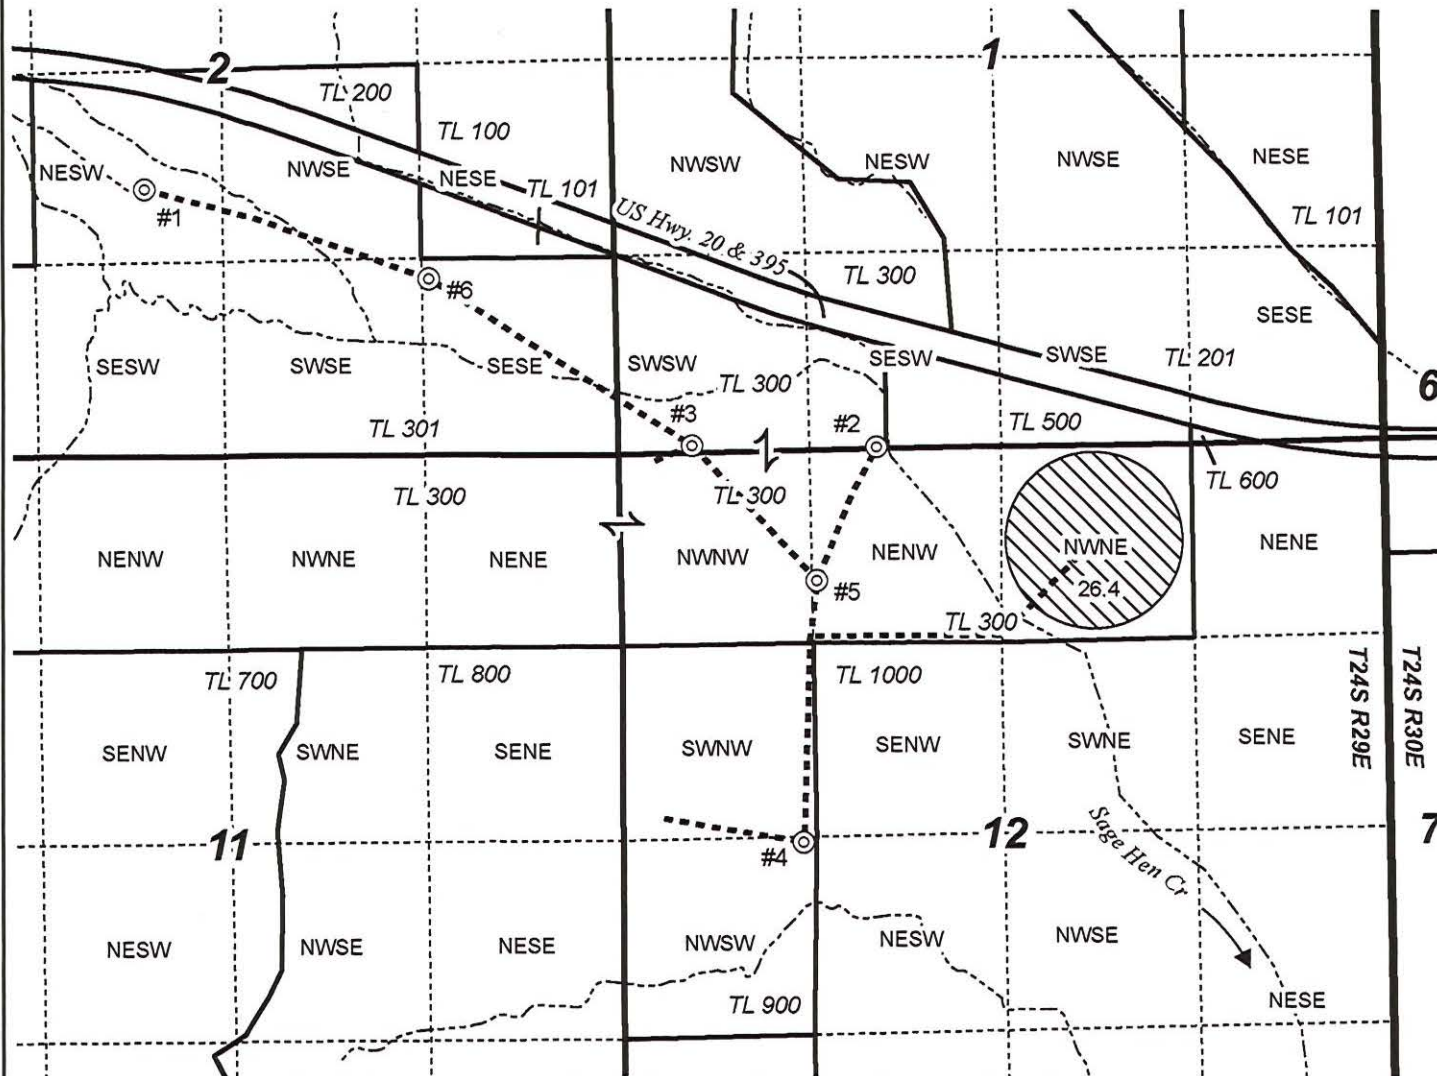 2
1
TL 200
TL 100
NESW
NWSE
NESE
NWSW
NESW
NWSE
NESE
#1
TL 101
US Hwy. 20 & 395
TL 101
#6
TL 300
SESE
SESW
SWSE
SESE
SWSW
TL 300
SESW
SWSE
TL 201
6
TL 301
#3
#2
TL 500
TL 300
TL 300
TL 600
NENW
NWNE
NENE
NWNW
NENW
NWNE
NENE
#5
26.4
TL 300
TL 700
TL 800
TL 1000
T24S R29E
T24S R30E
SENW
SWNE
SENE
SWNW
SENW
SWNE
SENE
11
#4
12
Sage Hen Cr
7
NESW
NWSE
NESE
NWSW
NESW
NWSE
NESE
TL 900